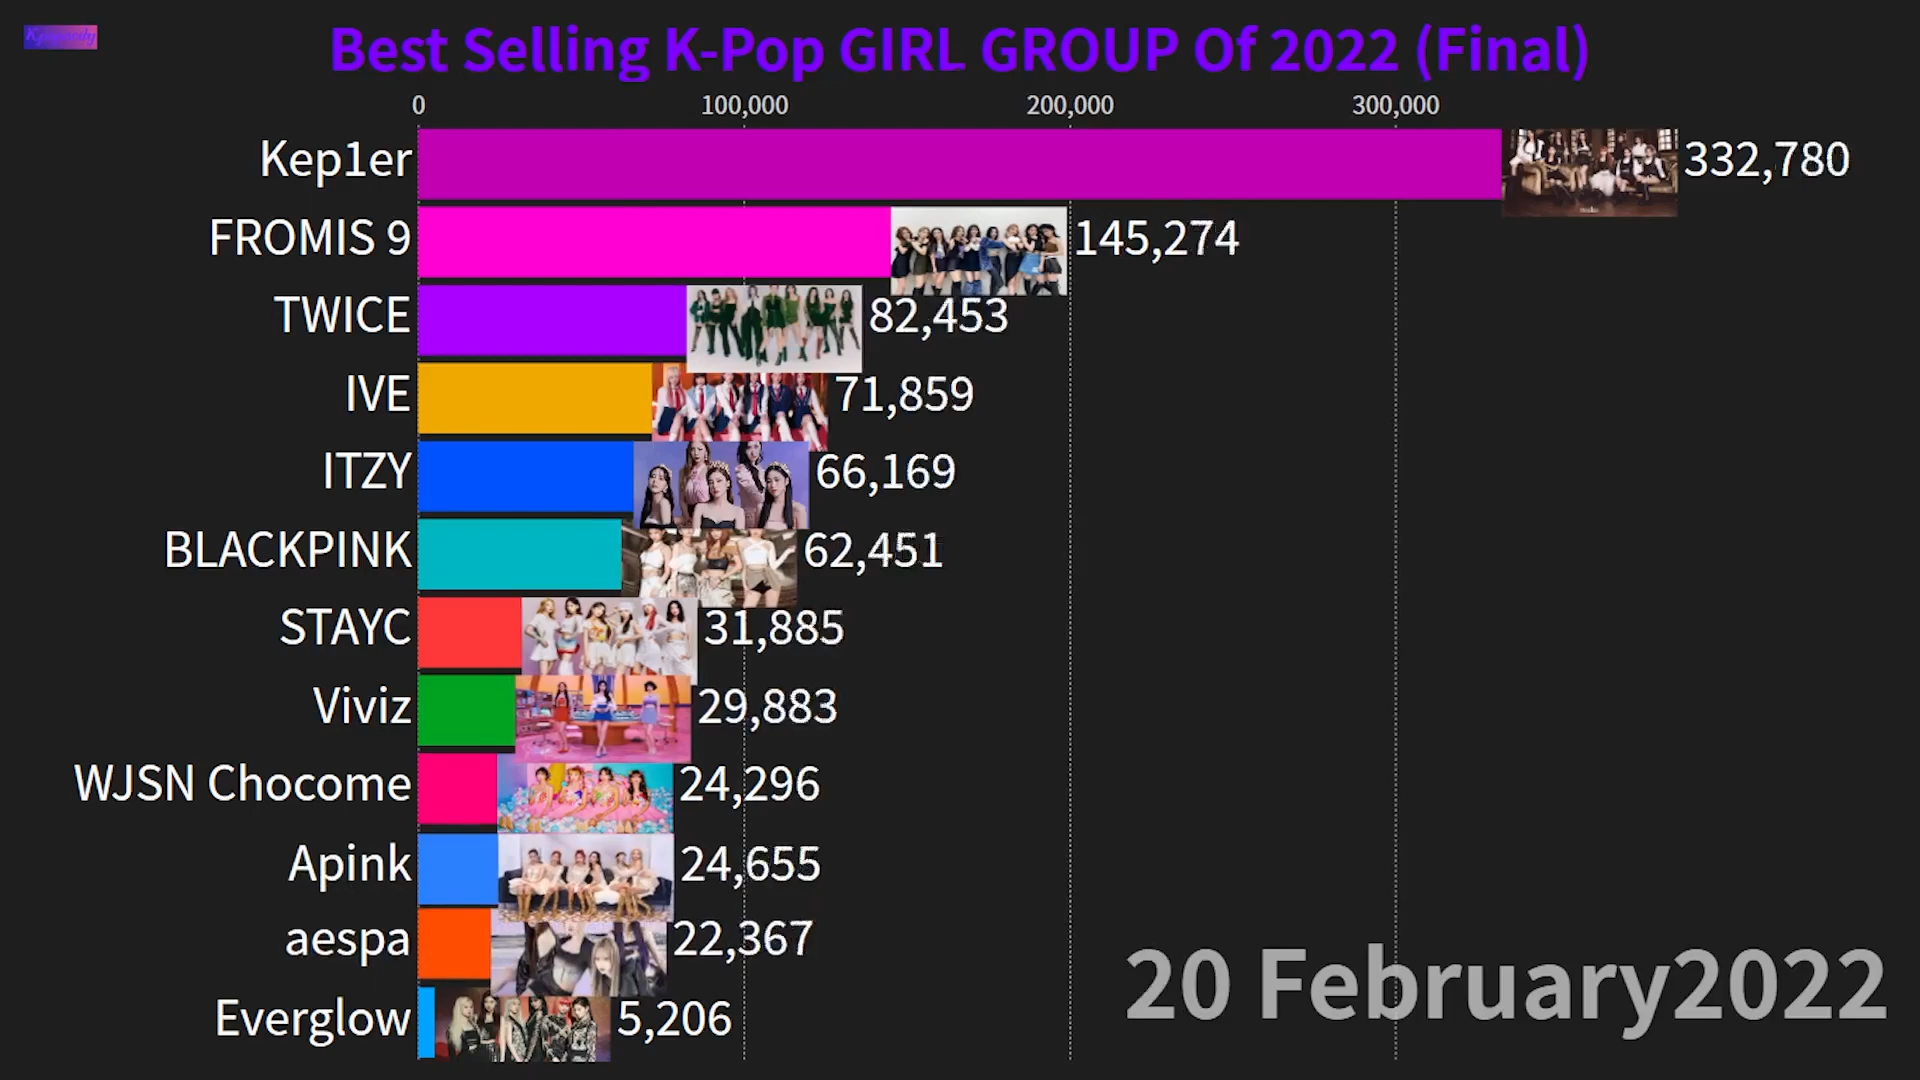 Kpopacily
Best Selling K-Pop GIRL GROUP Of 2022 (Final)
0 100,000 200,000 300,000
Kep1er 332,780
FROMIS 9 145,274
TWICE 82,453
IVE 71,859
ITZY 66,169
BLACKPINK 62,451
STAYC 31,885
Viviz 29,883
WJSN Chocome 24,296
Apink 24,655
aespa 22,367
Everglow 5,206
20 February2022